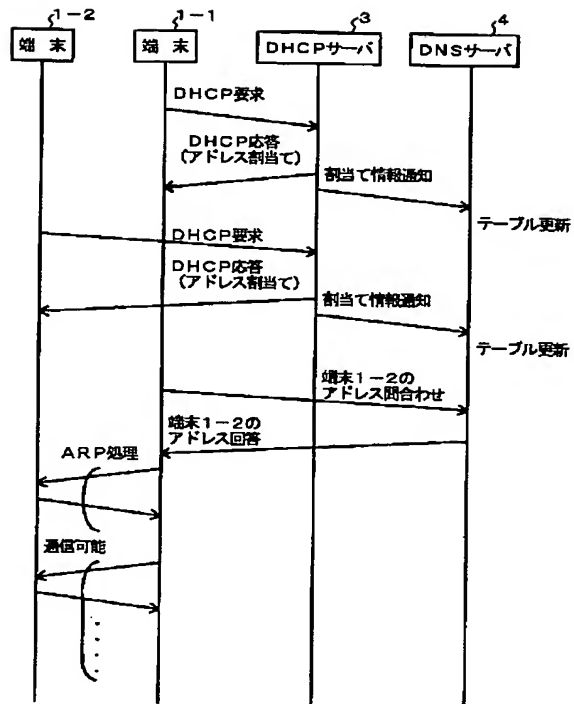 1-2
1-1
3
4
端末
端末
DHCPサーバ
DNSサーバ
DHCP要求
DHCP応答
(アドレス割当て)
割当て情報通知
テーブル更新
DHCP要求
DHCP応答
(アドレス割当て)
割当て情報通知
テーブル更新
端末1-2の
アドレス問合わせ
端末1-2の
アドレス回答
ARP処理
通信可能